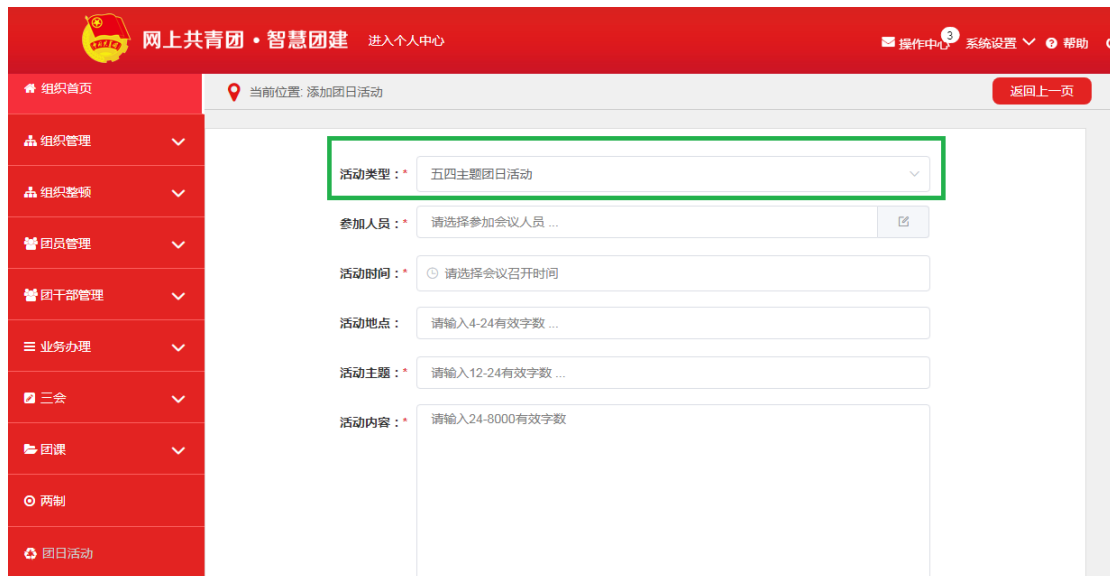 网上共青团•智慧团建 进入个人中心 操作中心 3 系统设置 帮助
组织首页
当前位置: 添加团日活动 返回上一页
组织管理
活动类型：* 五四主题团日活动
组织整顿
参加人员：* 请选择参加会议人员 ...
团员管理
活动时间：* 请选择会议召开时间
团干部管理
活动地点： 请输入4-24有效字数 ...
业务办理
活动主题：* 请输入12-24有效字数 ...
三会
活动内容：* 请输入24-8000有效字数
团课
两制
团日活动